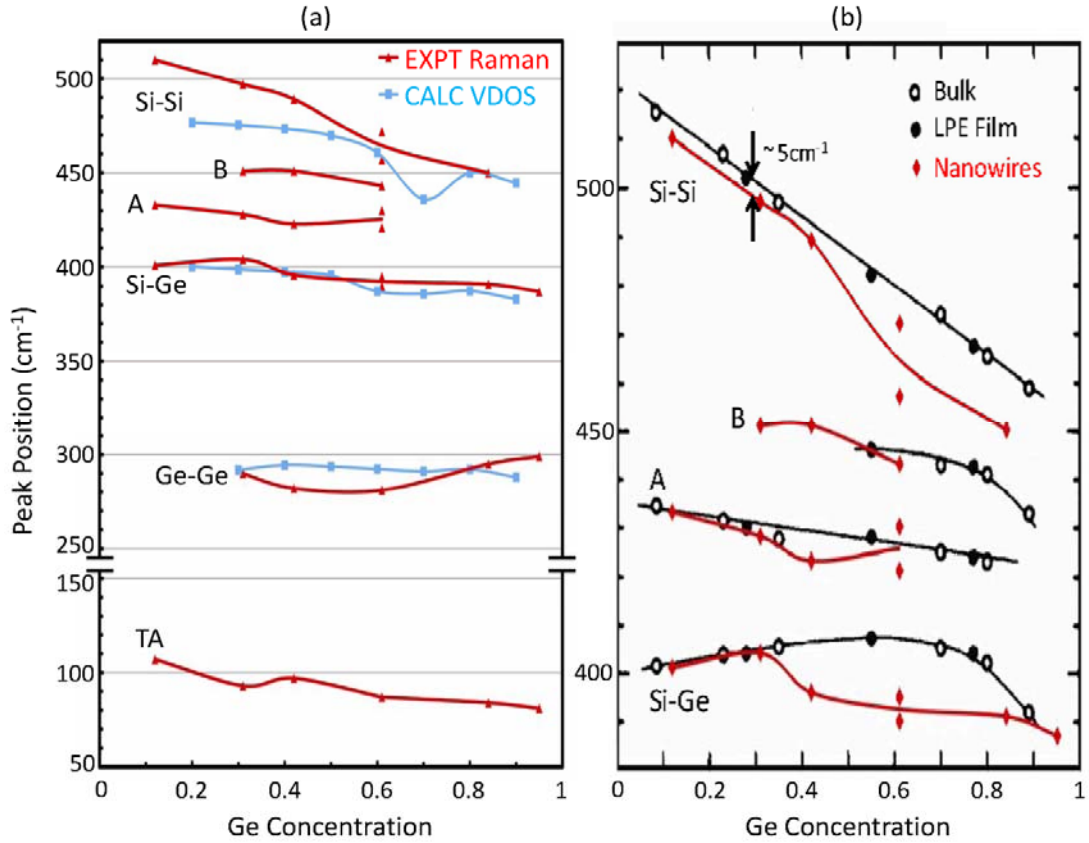 (a)
EXPT Raman
CALC VDOS
Si-Si
B
A
Si-Ge
Ge-Ge
TA
500
450
400
350
300
250
150
100
50
0
0.2
0.4
0.6
0.8
1
Peak Position (cm⁻¹)
Ge Concentration
(b)
Bulk
LPE Film
Nanowires
~5cm⁻¹
Si-Si
B
A
Si-Ge
500
450
400
0
0.2
0.4
0.6
0.8
1
Ge Concentration